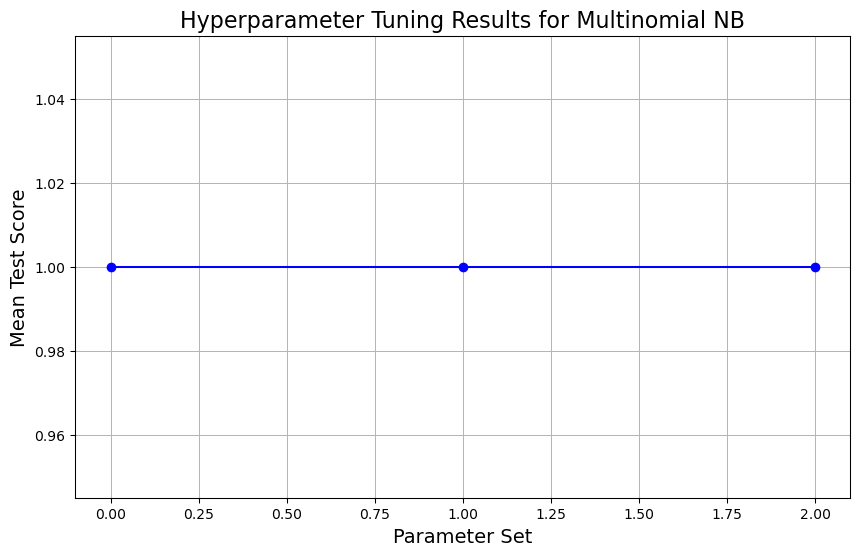 Hyperparameter Tuning Results for Multinomial NB
Mean Test Score
1.04
1.02
1.00
0.98
0.96
0.00 0.25 0.50 0.75 1.00 1.25 1.50 1.75 2.00
Parameter Set